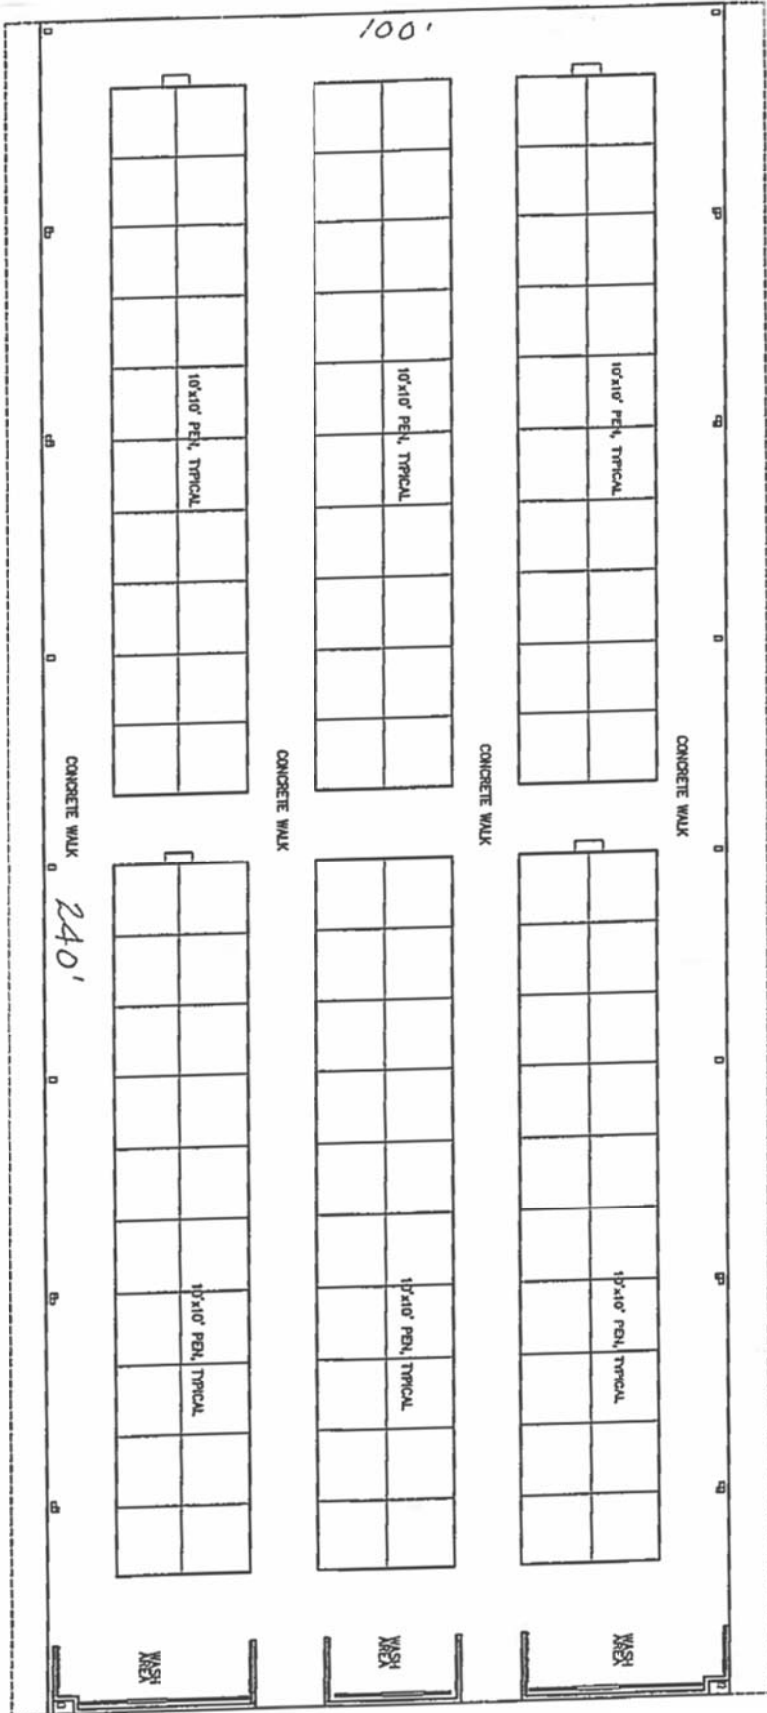 100'
10'x10' PEN, TYPICAL
10'x10' PEN, TYPICAL
10'x10' PEN, TYPICAL
CONCRETE WALK
CONCRETE WALK
CONCRETE WALK
CONCRETE WALK
240'
10'x10' PEN, TYPICAL
10'x10' PEN, TYPICAL
10'x10' PEN, TYPICAL
WASH
AREA
WASH
AREA
WASH
AREA